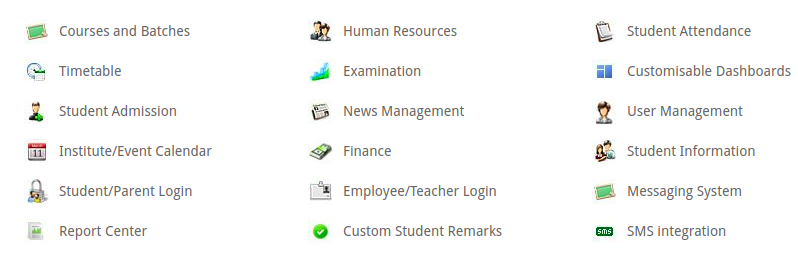 Courses and Batches
Human Resources
Student Attendance
Timetable
Examination
Customisable Dashboards
Student Admission
News Management
User Management
Institute/Event Calendar
Finance
Student Information
Student/Parent Login
Employee/Teacher Login
Messaging System
Report Center
Custom Student Remarks
SMS integration
11
SMS